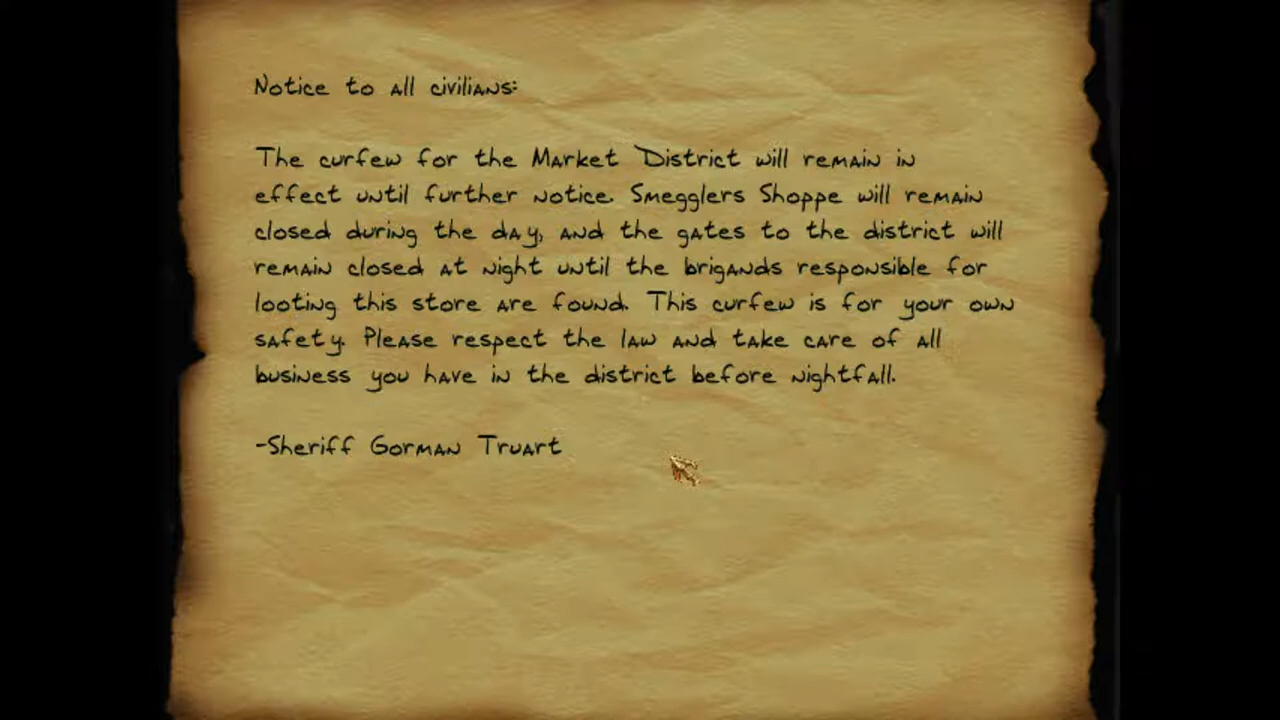 Notice to all civilians:
The curfew for the Market District will remain in
effect until further notice. Smegglers Shoppe will remain
closed during the day, and the gates to the district will
remain closed at night until the brigands responsible for
looting this store are found. This curfew is for your own
safety. Please respect the law and take care of all
business you have in the district before nightfall.
-Sheriff Gorman Truart